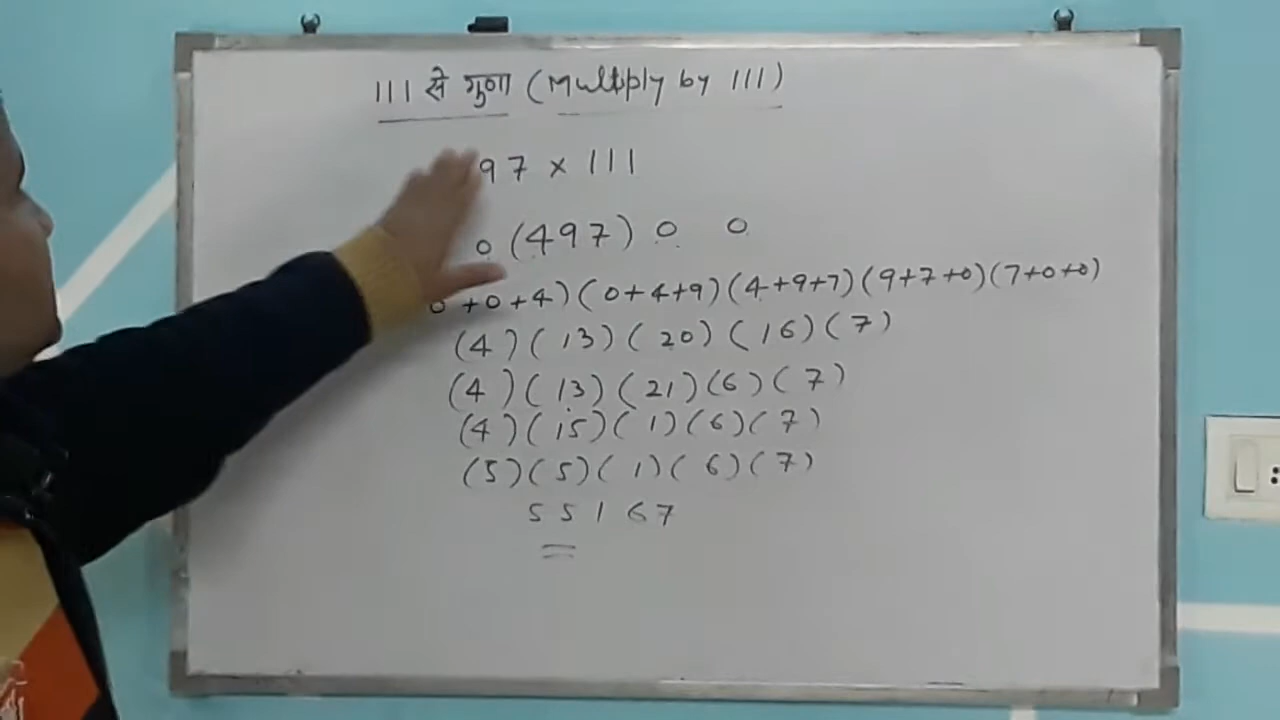 111 से गुणा (Multiply by 111)
97 x 111
0 (497) 0 0
0+0+4)(0+4+9)(4+9+7)(9+7+0)(7+0+0)
(4)(13)(20)(16)(7)
(4)(13)(21)(6)(7)
(4)(15)(1)(6)(7)
(5)(5)(1)(6)(7)
55167